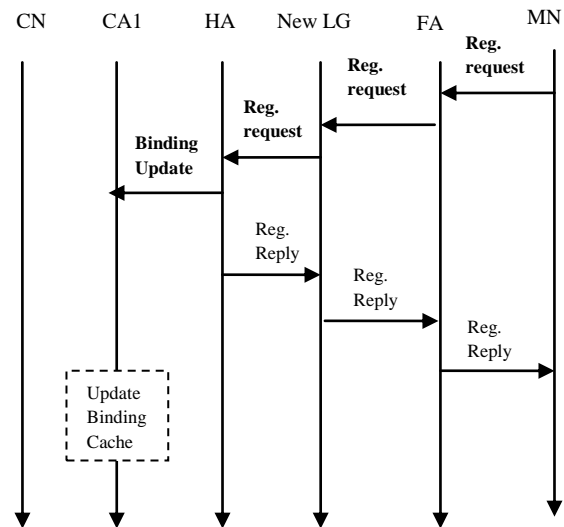 CN CA1 HA New LG FA MN
Reg.
request
Reg.
request
Reg.
request
Binding
Update
Reg.
Reply
Reg.
Reply
Reg.
Reply
Update
Binding
Cache